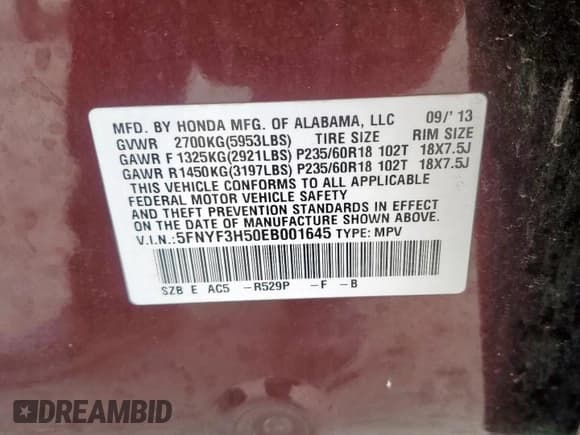 MFD. BY HONDA MFG. OF ALABAMA, LLC 09/' 13
GVWR 2700KG(5953LBS) TIRE SIZE RIM SIZE
GAWR F 1325KG(2921LBS) P235/60R18 102T 18X7.5J
GAWR R1450KG(3197LBS) P235/60R18 102T 18X7.5J
THIS VEHICLE CONFORMS TO ALL APPLICABLE
FEDERAL MOTOR VEHICLE SAFETY
AND THEFT PREVENTION STANDARDS IN EFFECT
ON THE DATE OF MANUFACTURE SHOWN ABOVE.
V.I.N.:5FNYF3H50EB001645 TYPE: MPV
SZB E AC5 -R529P -F -B
DREAMBID